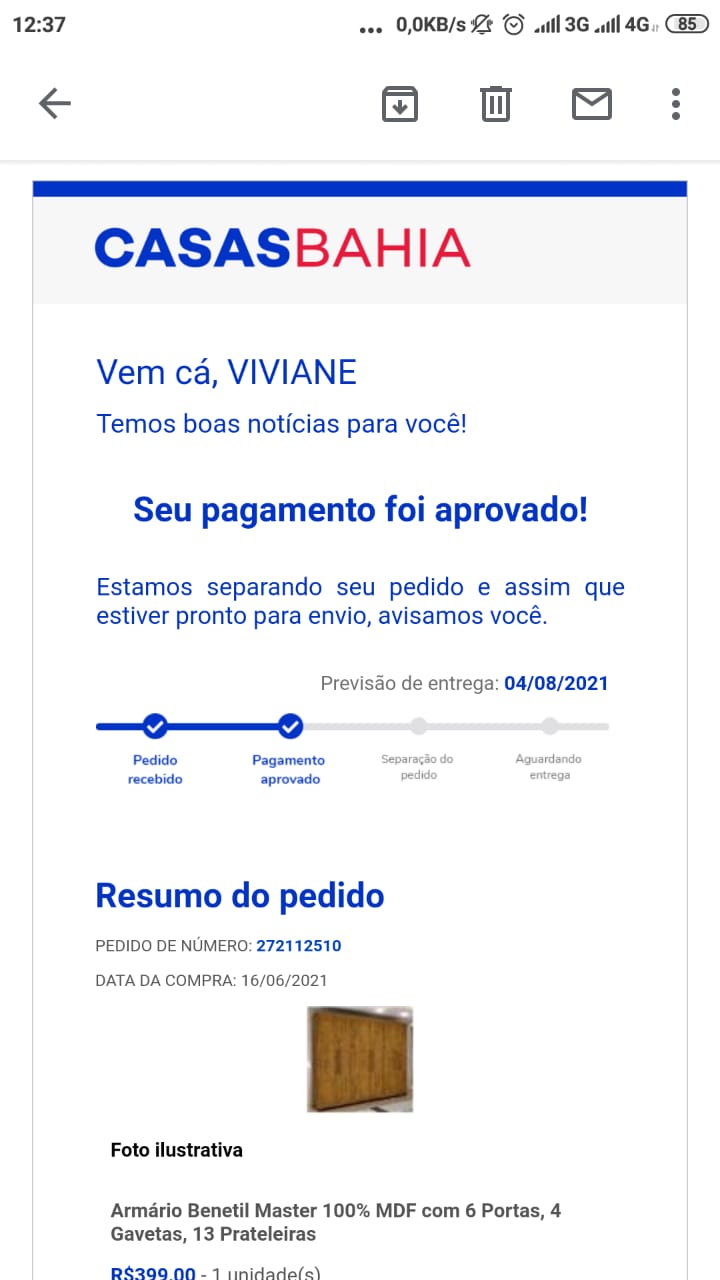 12:37
... 0,0KB/s 3G 4G 85
CASASBAHIA
Vem cá, VIVIANE
Temos boas notícias para você!
Seu pagamento foi aprovado!
Estamos separando seu pedido e assim que
estiver pronto para envio, avisamos você.
Previsão de entrega: 04/08/2021
Pedido
recebido
Pagamento
aprovado
Separação do
pedido
Aguardando
entrega
Resumo do pedido
PEDIDO DE NÚMERO: 272112510
DATA DA COMPRA: 16/06/2021
Foto ilustrativa
Armário Benetil Master 100% MDF com 6 Portas, 4
Gavetas, 13 Prateleiras
R$399,00 - 1 unidade(s)